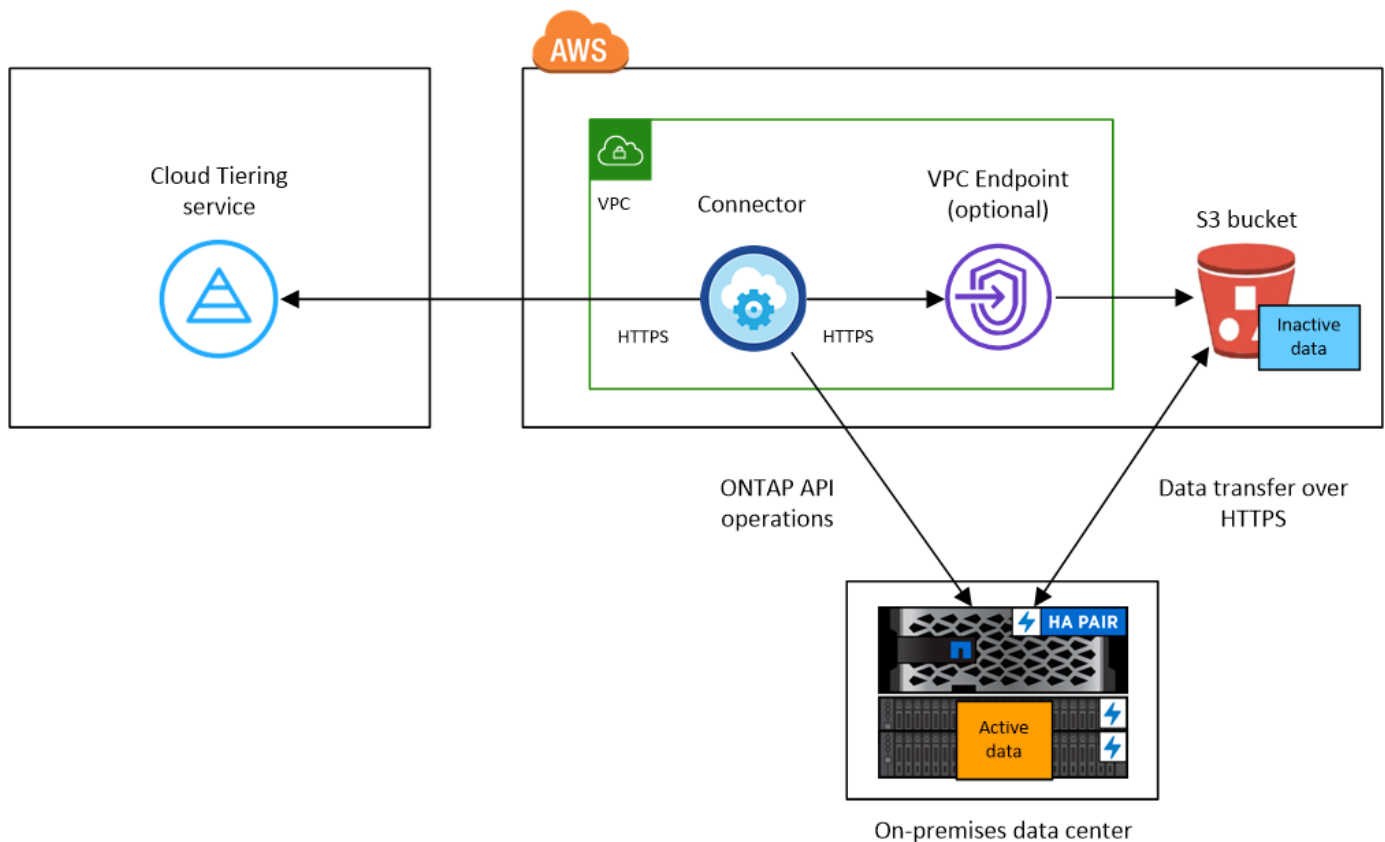 AWS
Cloud Tiering
service
VPC
Connector
VPC Endpoint
(optional)
S3 bucket
Inactive
data
HTTPS
HTTPS
ONTAP API
operations
Data transfer over
HTTPS
HA PAIR
Active
data
On-premises data center